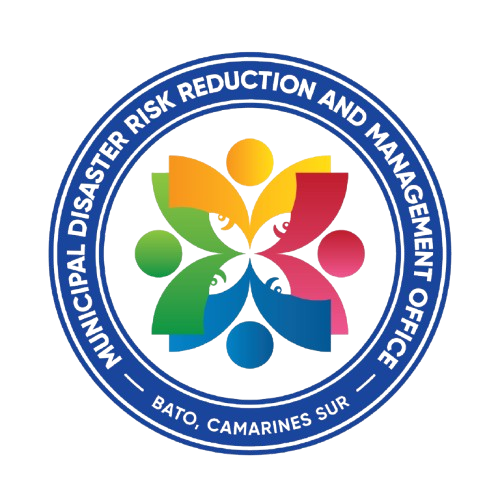 MUNICIPAL DISASTER RISK REDUCTION AND MANAGEMENT OFFICE
— BATO, CAMARINES SUR —